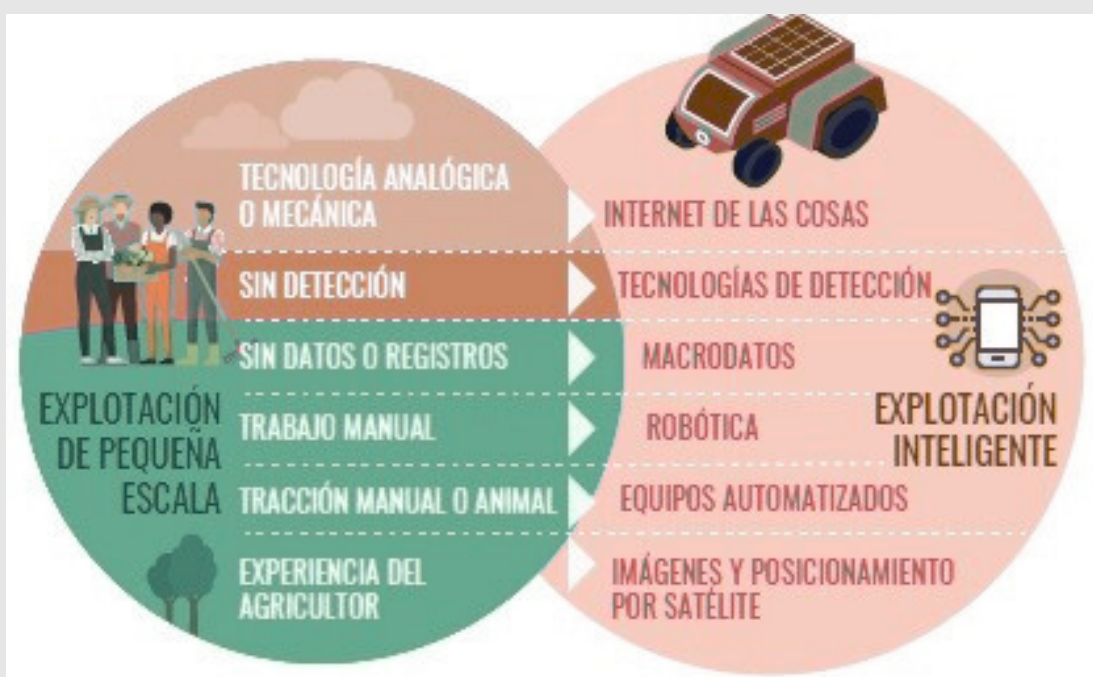 TECNOLOGÍA ANALÓGICA
O MECÁNICA
INTERNET DE LAS COSAS
SIN DETECCIÓN
TECNOLOGÍAS DE DETECCIÓN
SIN DATOS O REGISTROS
MACRODATOS
EXPLOTACIÓN
DE PEQUEÑA
ESCALA
TRABAJO MANUAL
ROBÓTICA
EXPLOTACIÓN
INTELIGENTE
TRACCIÓN MANUAL O ANIMAL
EQUIPOS AUTOMATIZADOS
EXPERIENCIA DEL
AGRICULTOR
IMÁGENES Y POSICIONAMIENTO
POR SATÉLITE